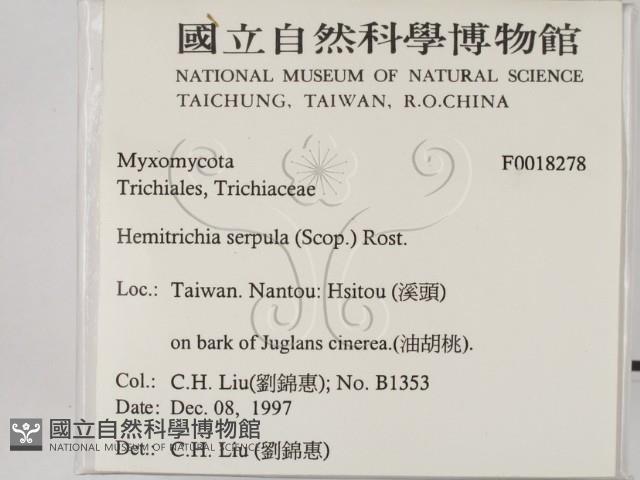 國立自然科學博物館
NATIONAL MUSEUM OF NATURAL SCIENCE
TAICHUNG, TAIWAN, R.O.CHINA
Myxomycota F0018278
Trichiales, Trichiaceae
Hemitrichia serpula (Scop.) Rost.
Loc.: Taiwan. Nantou: Hsitou (溪頭)
on bark of Juglans cinerea.(油胡桃).
Col.: C.H. Liu(劉錦惠); No. B1353
Date: Dec. 08, 1997
Det.: C.H. Liu (劉錦惠)
國立自然科學博物館
NATIONAL MUSEUM OF NATURAL SCIENCE